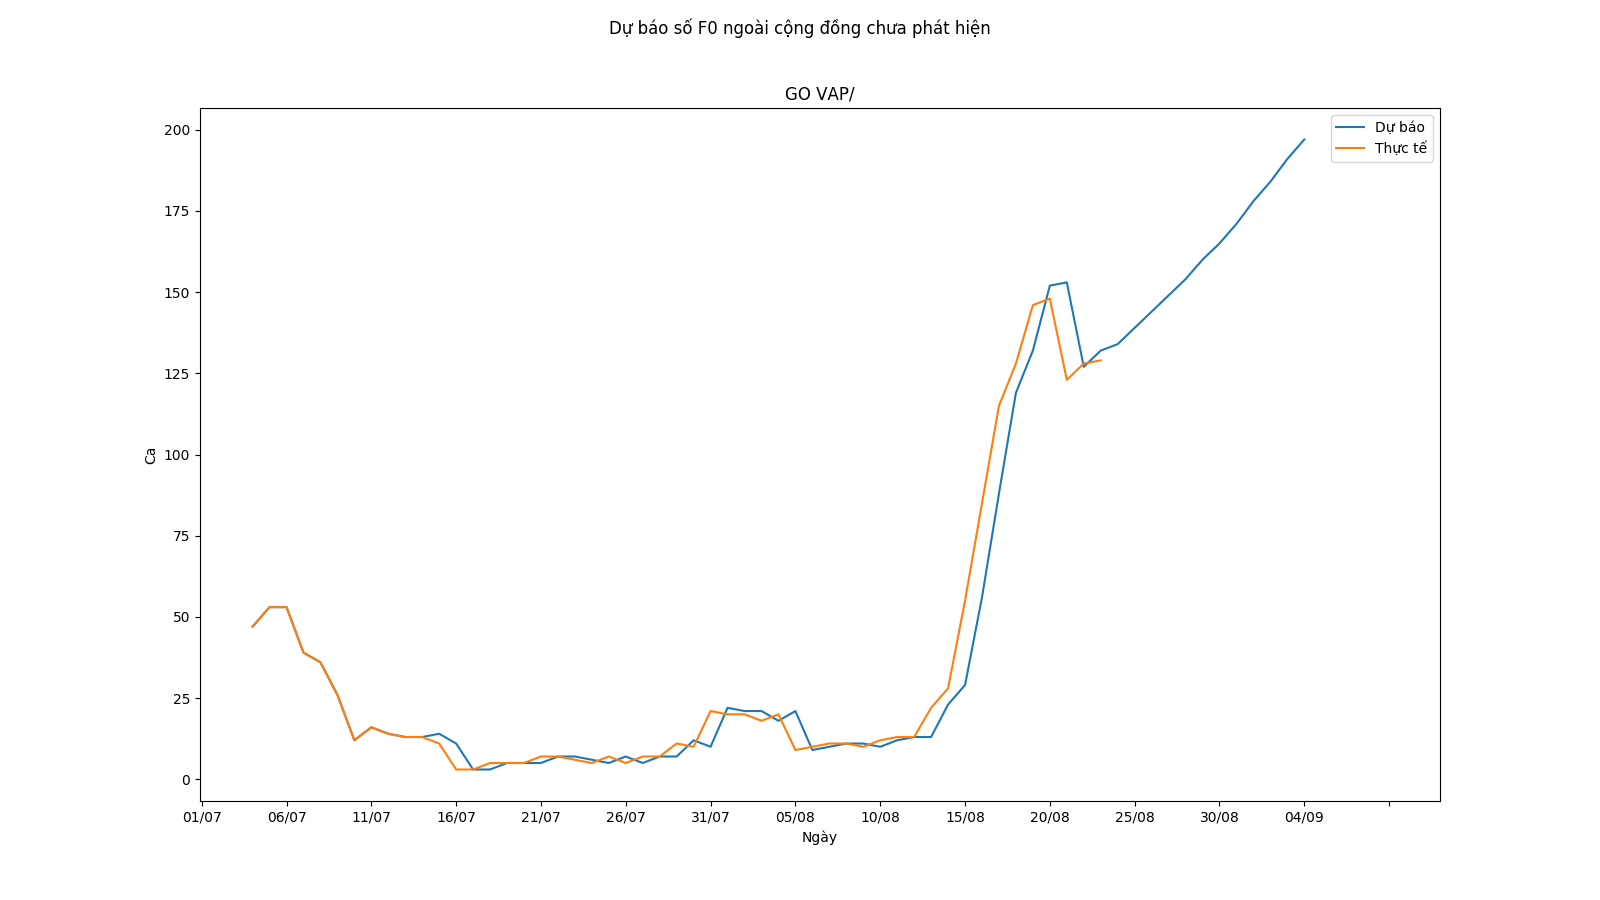 Dự báo số F0 ngoài cộng đồng chưa phát hiện
GO VAP/
Dự báo
Thực tế
200
175
150
125
100
75
50
25
0
Ca
01/07 06/07 11/07 16/07 21/07 26/07 31/07 05/08 10/08 15/08 20/08 25/08 30/08 04/09
Ngày